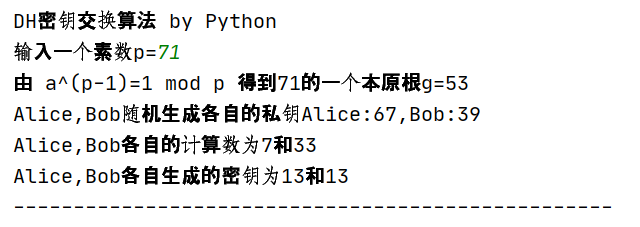 DH密钥交换算法 by Python
输入一个素数p=71
由 a^(p-1)=1 mod p 得到71的一个本原根g=53
Alice,Bob随机生成各自的私钥Alice:67,Bob:39
Alice,Bob各自的计算数为7和33
Alice,Bob各自生成的密钥为13和13
--------------------------------------------------